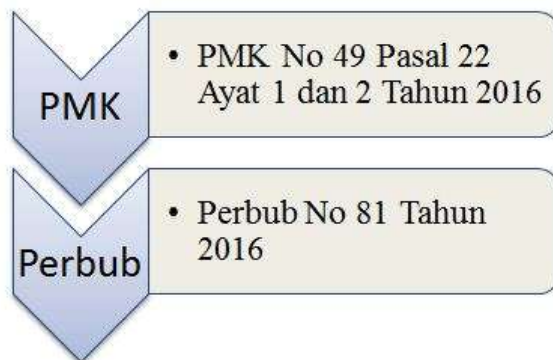 PMK
• PMK No 49 Pasal 22
Ayat 1 dan 2 Tahun 2016
Perbub
• Perbub No 81 Tahun
2016